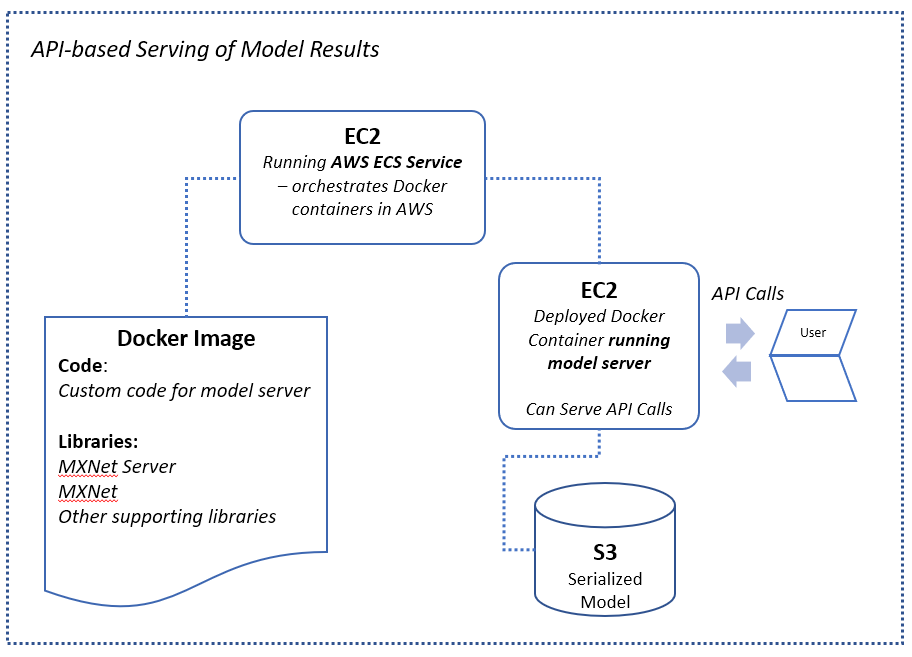 API-based Serving of Model Results
EC2
Running AWS ECS Service
– orchestrates Docker
containers in AWS
EC2
Deployed Docker
Container running
model server
Can Serve API Calls
API Calls
User
Docker Image
Code:
Custom code for model server
Libraries:
MXNet Server
MXNet
Other supporting libraries
S3
Serialized
Model